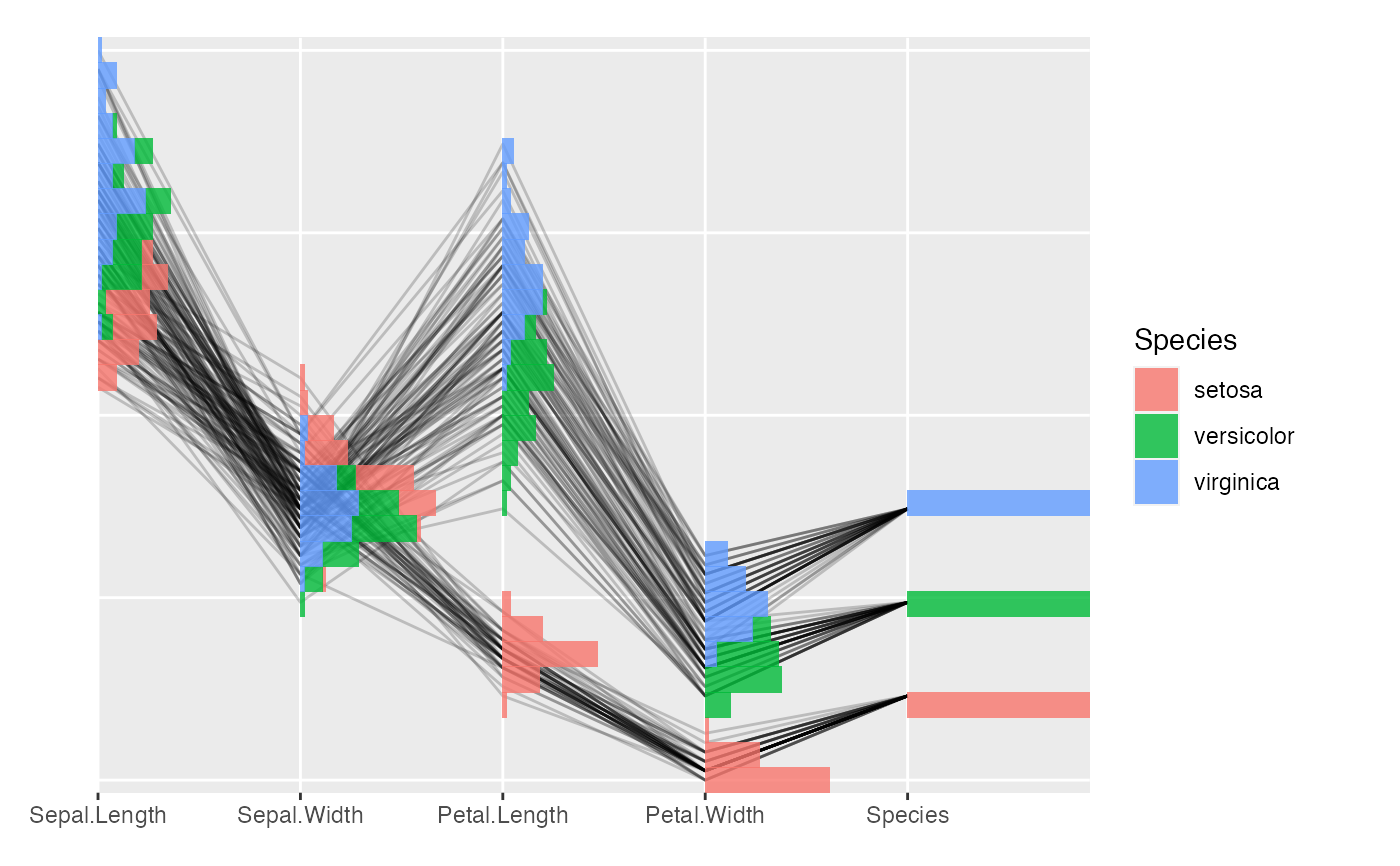 Species
setosa
versicolor
virginica
Sepal.Length
Sepal.Width
Petal.Length
Petal.Width
Species